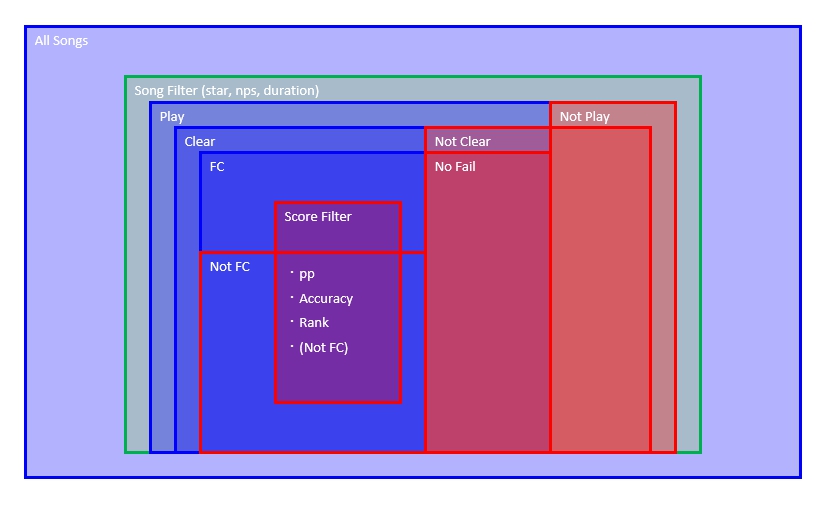 All Songs
Song Filter (star, nps, duration)
Play
Not Play
Clear
Not Clear
FC
No Fail
Score Filter
Not FC
・pp
・Accuracy
・Rank
・(Not FC)